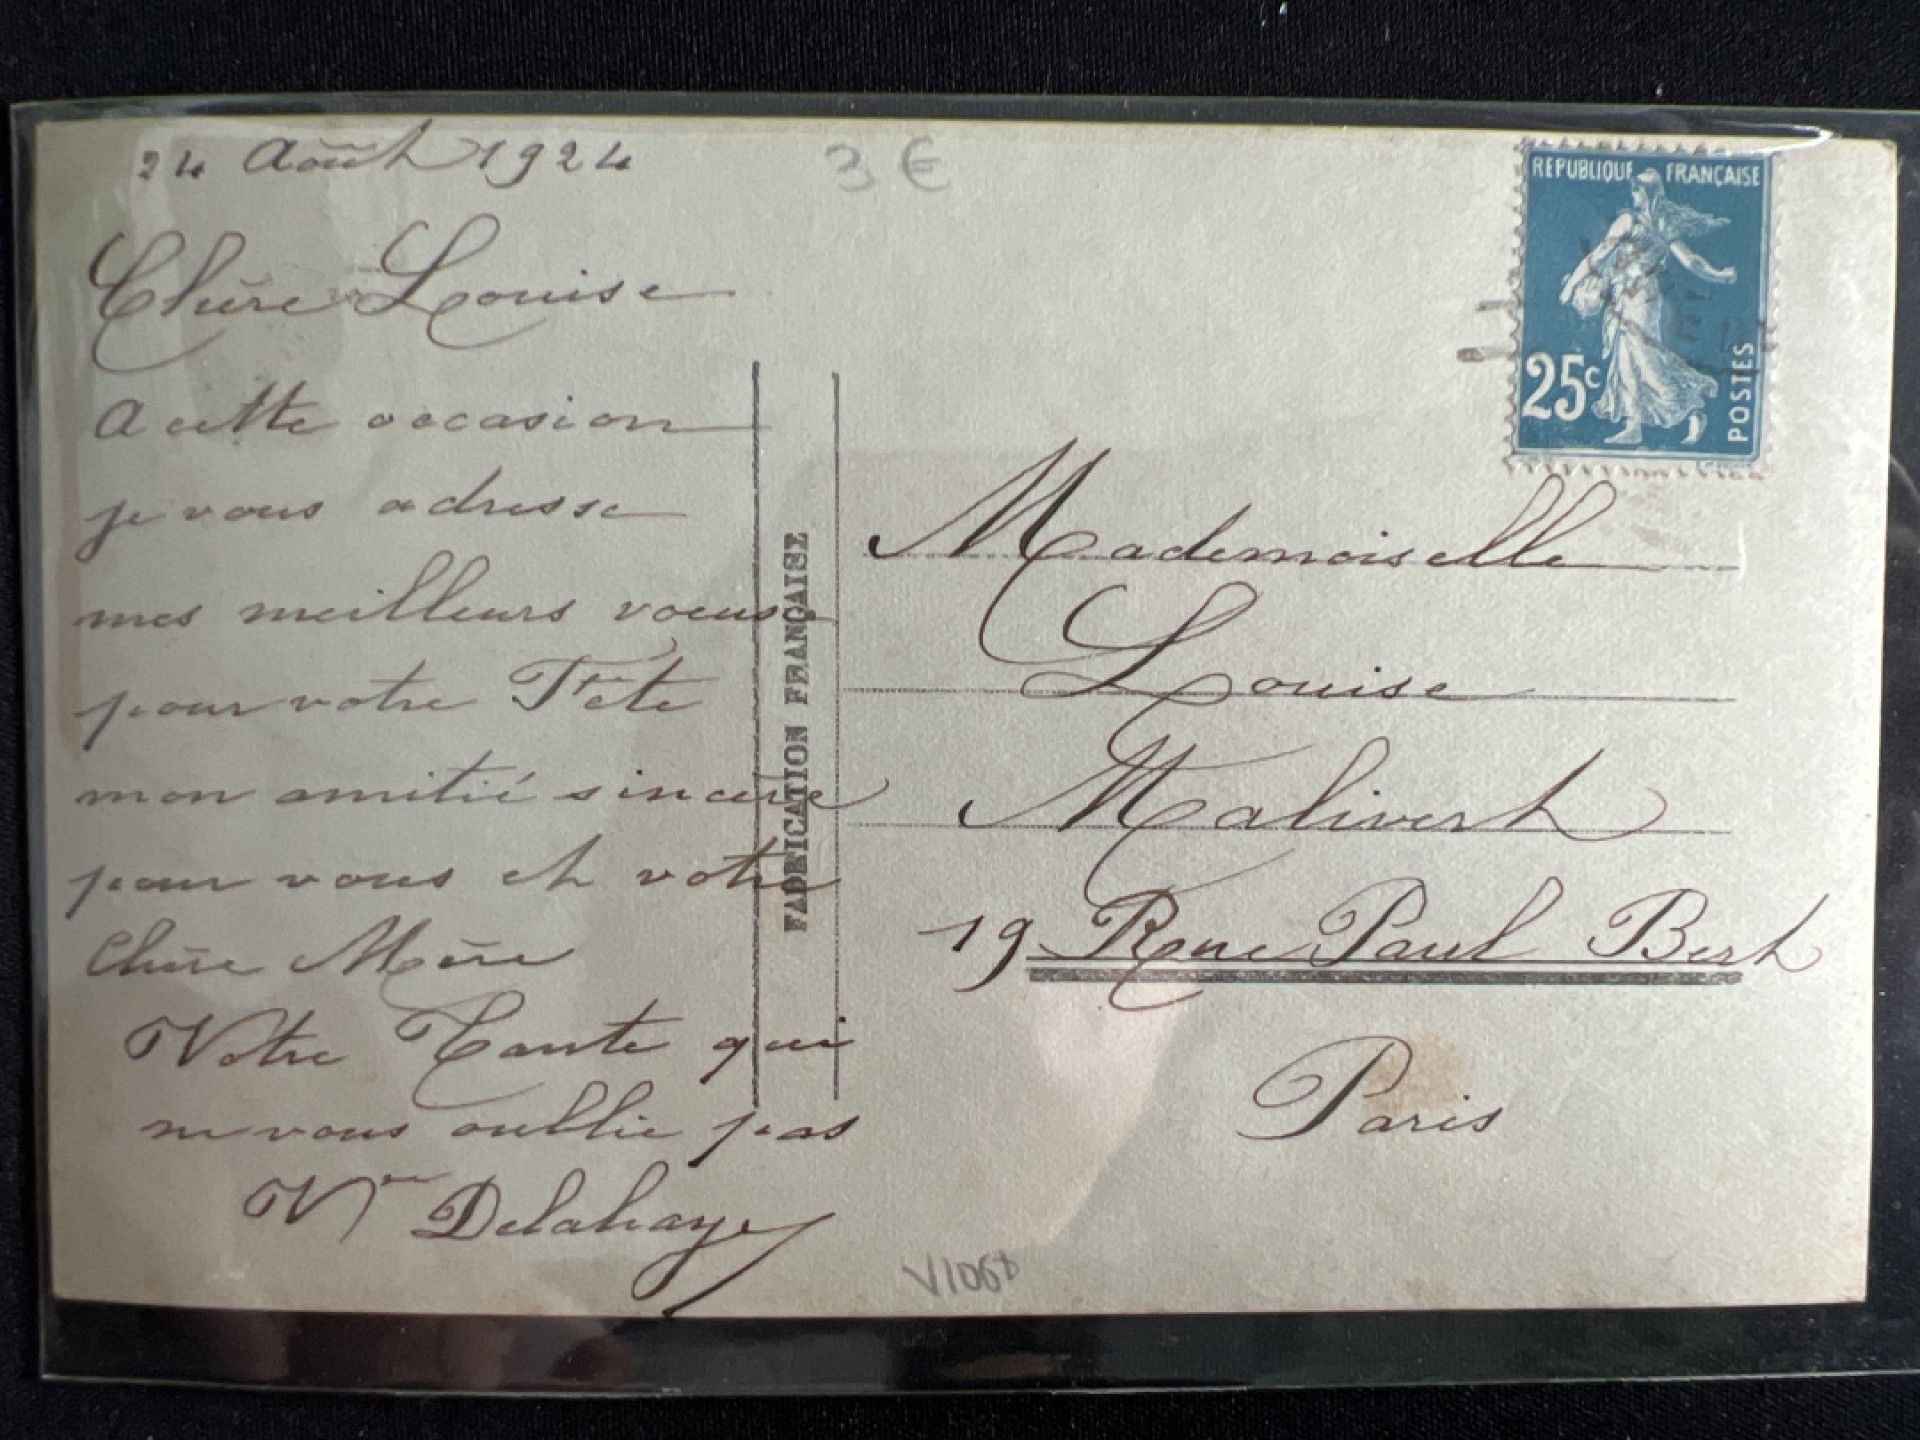 24 Août 1924
Chère Louise
A cette occasion
je vous adresse
mes meilleurs voeux
pour votre Fête
mon amitié sincère
pour vous et votre
chère Mère
Votre Tante qui
ne vous oublie pas
Vve Delahaye
3 €
FABRICATION FRANÇAISE
REPUBLIQUE FRANÇAISE
25c
POSTES
Mademoiselle
Louise
Malivert
19 Rue Paul Bert
Paris